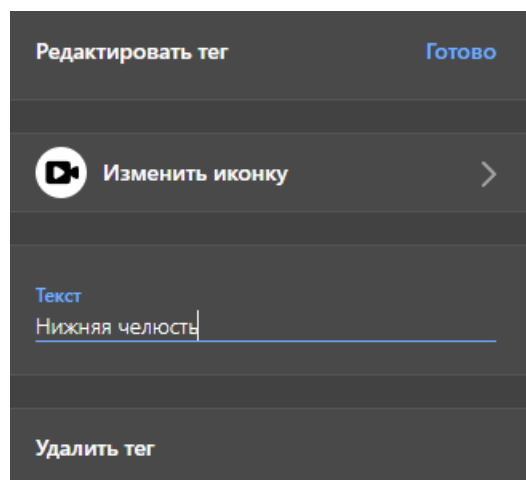 Редактировать тег Готово
Изменить иконку
Текст
Нижняя челюсть
Удалить тег